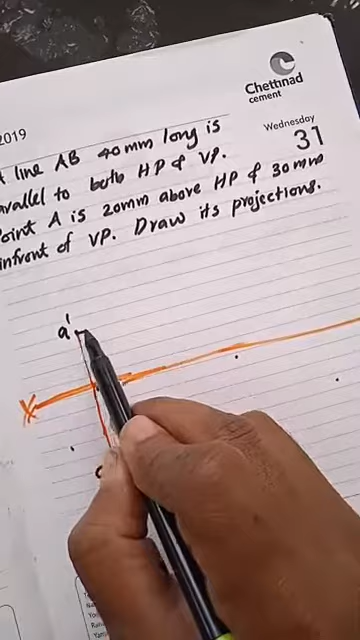 2019
Chettinad
cement
Wednesday
31
line AB 40mm long is
parallel to both HP & VP.
Point A is 20mm above HP & 30mm
infront of VP. Draw its projections.
a'
X